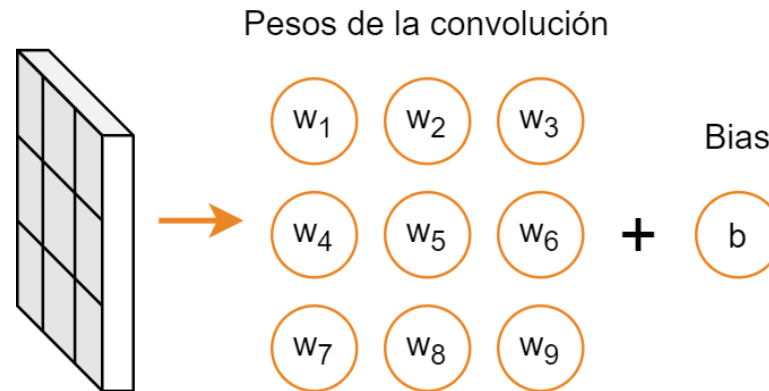 Pesos de la convolución
w1 w2 w3
Bias
w4 w5 w6 + b
w7 w8 w9